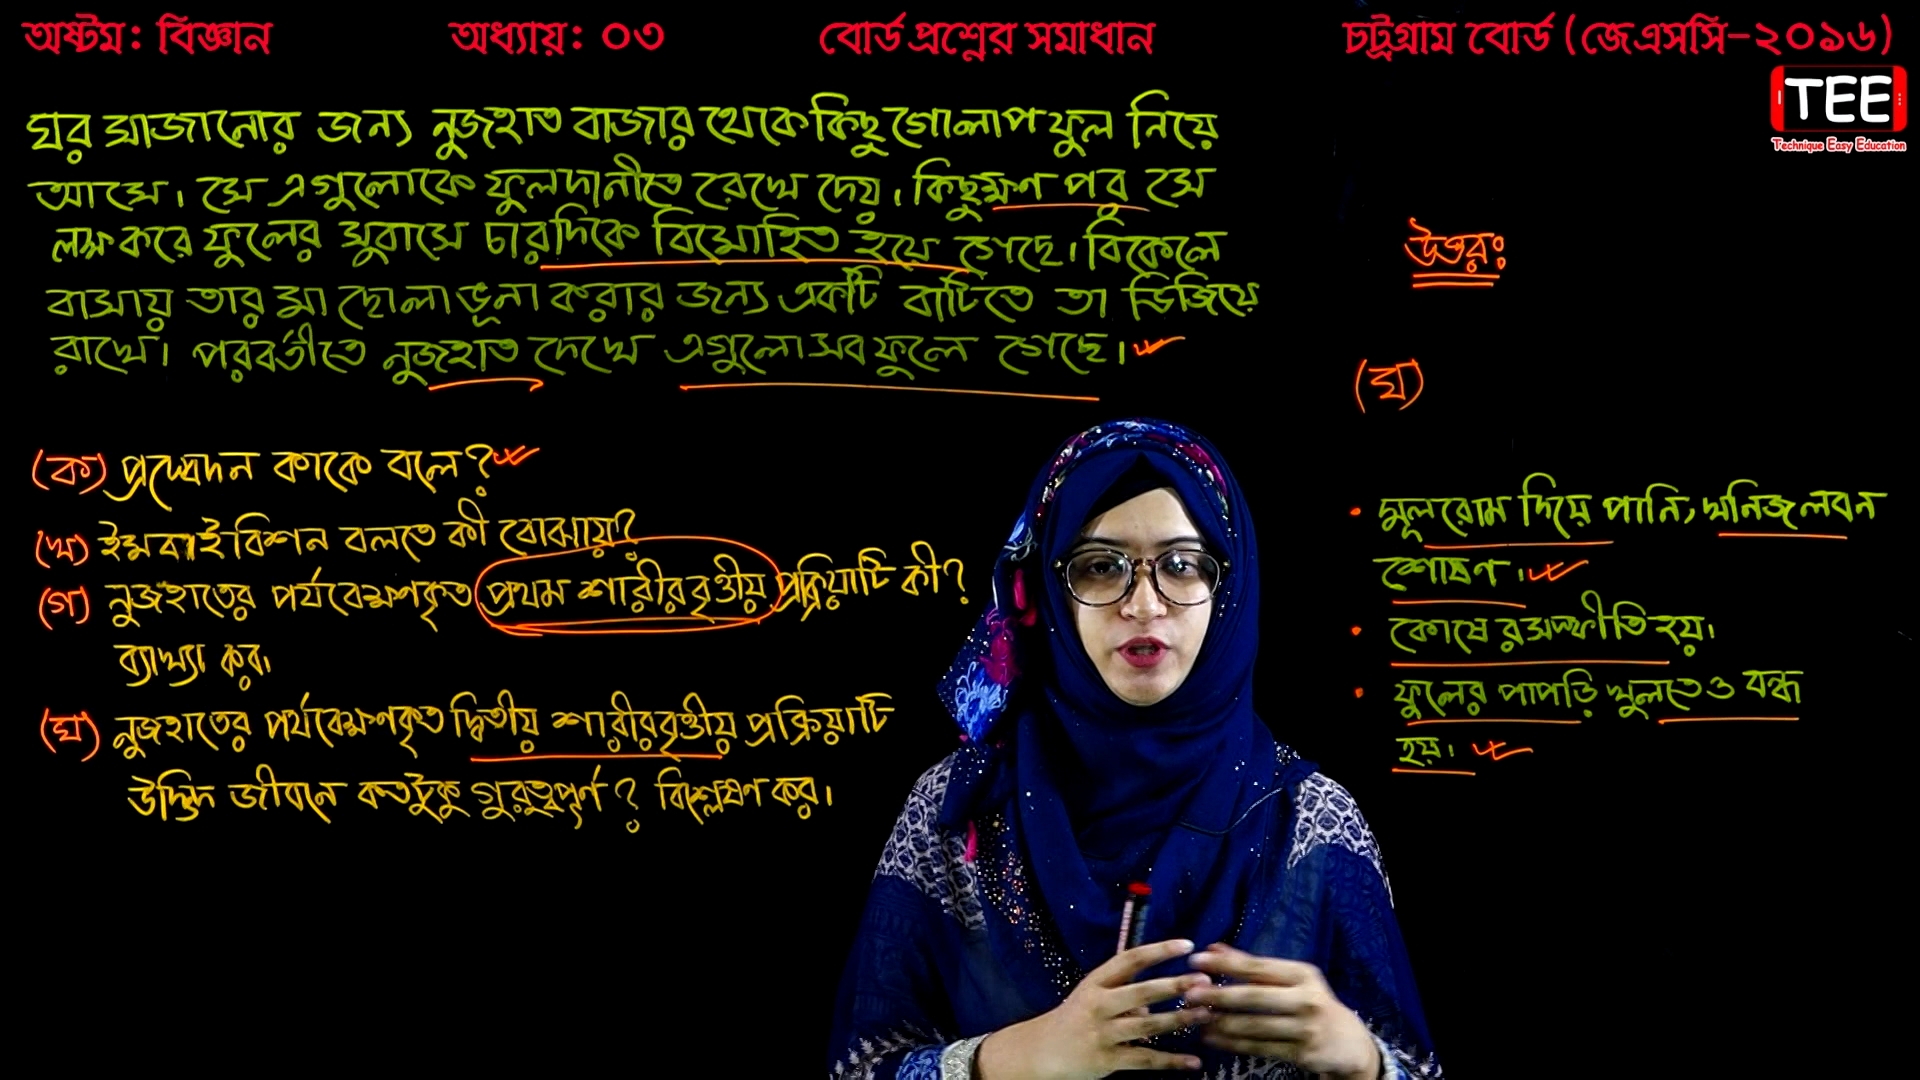 অষ্টম: বিজ্ঞান অধ্যায়: ০৩ বোর্ড প্রশ্নের সমাধান চট্রগ্রাম বোর্ড (জেএসসি-২০১৬)
TEE
Technique Easy Education
ঘর সাজানোর জন্য নুজহাত বাজার থেকে কিছু গোলাপ ফুল নিয়ে
আসে। সে এগুলোকে ফুলদানীতে রেখে দেয়। কিছুক্ষণ পর সে
লক্ষ করে ফুলের সুবাসে চারদিকে বিমোহিত হয়ে গেছে। বিকেলে
বাসায় তার মা ছোলা ভূনা করার জন্য একটি বাটিতে তা ভিজিয়ে
রাখে। পরবর্তীতে নুজহাত দেখে এগুলো সব ফুলে গেছে।
(ক) প্রস্বেদন কাকে বলে?
(খ) ইমবাইবিশন বলতে কী বোঝায়?
(গ) নুজহাতের পর্যবেক্ষণকৃত প্রথম শারীরবৃত্তীয় প্রক্রিয়াটি কী?
ব্যাখ্যা কর।
(ঘ) নুজহাতের পর্যবেক্ষণকৃত দ্বিতীয় শারীরবৃত্তীয় প্রক্রিয়াটি
উদ্ভিদ জীবনে কতটুকু গুরুত্বপূর্ণ? বিশ্লেষণ কর।
উত্তর:
(ঘ)
• মূলরোম দিয়ে পানি, খনিজ লবন
শোষণ।
• কোষে রসস্ফীতি হয়।
• ফুলের পাপড়ি খুলতে ও বন্ধ
হয়।